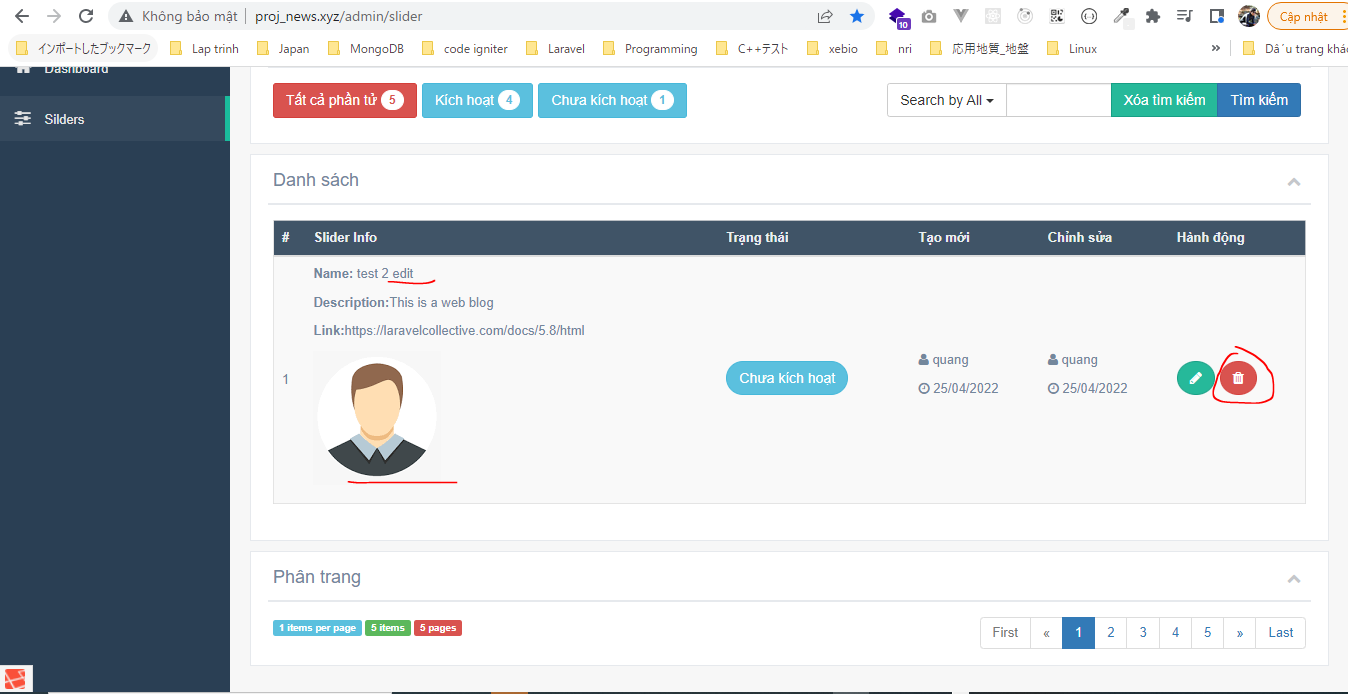 Không bảo mật proj_news.xyz/admin/slider 10 Cập nhật
インポートしたブックマーク Lap trinh Japan MongoDB code igniter Laravel Programming C++テスト xebio nri 応用地質_地盤 Linux » Dấu trang khác
Dashboard
Silders
Tất cả phần tử 5 Kích hoạt 4 Chưa kích hoạt 1 Search by All Xóa tìm kiếm Tìm kiếm
Danh sách
# Slider Info Trạng thái Tạo mới Chỉnh sửa Hành động
Name: test 2 edit
Description:This is a web blog
Link:https://laravelcollective.com/docs/5.8/html
1 Chưa kích hoạt
quang quang
25/04/2022 25/04/2022
Phân trang
1 items per page 5 items 5 pages First « 1 2 3 4 5 » Last